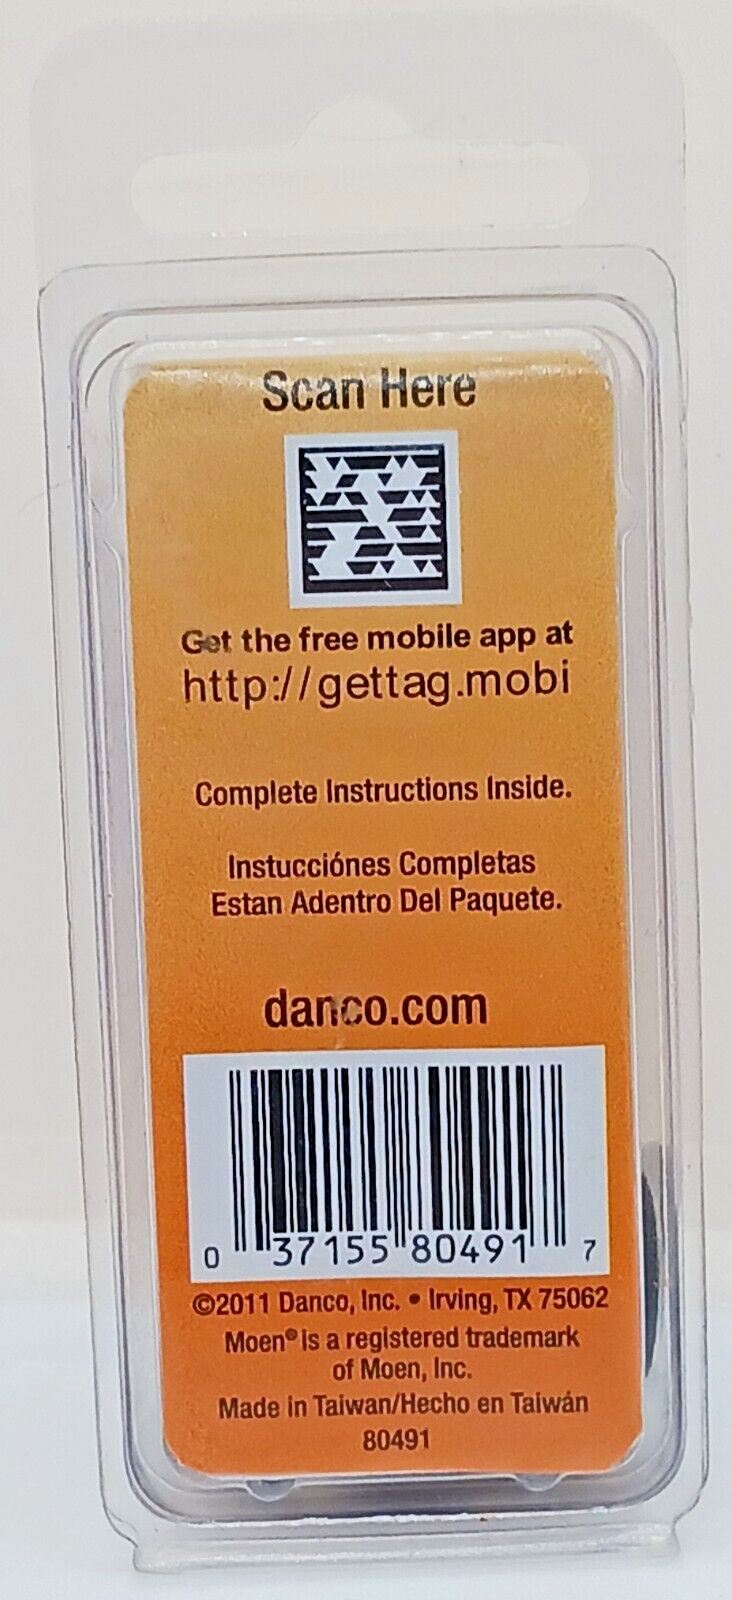 Scan Here
Get the free mobile app at
http://gettag.mobi
Complete Instructions Inside.
Instucciónes Completas
Estan Adentro Del Paquete.
danco.com
0 37155 80491 7
©2011 Danco, Inc. • Irving, TX 75062
Moen® is a registered trademark
of Moen, Inc.
Made in Taiwan/Hecho en Taiwán
80491